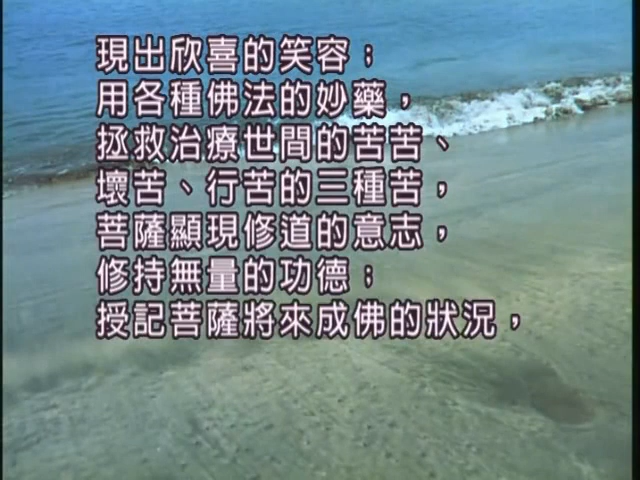 現出欣喜的笑容；
用各種佛法的妙藥，
拯救治療世間的苦苦、
壞苦、行苦的三種苦，
菩薩顯現修道的意志，
修持無量的功德；
授記菩薩將來成佛的狀況，